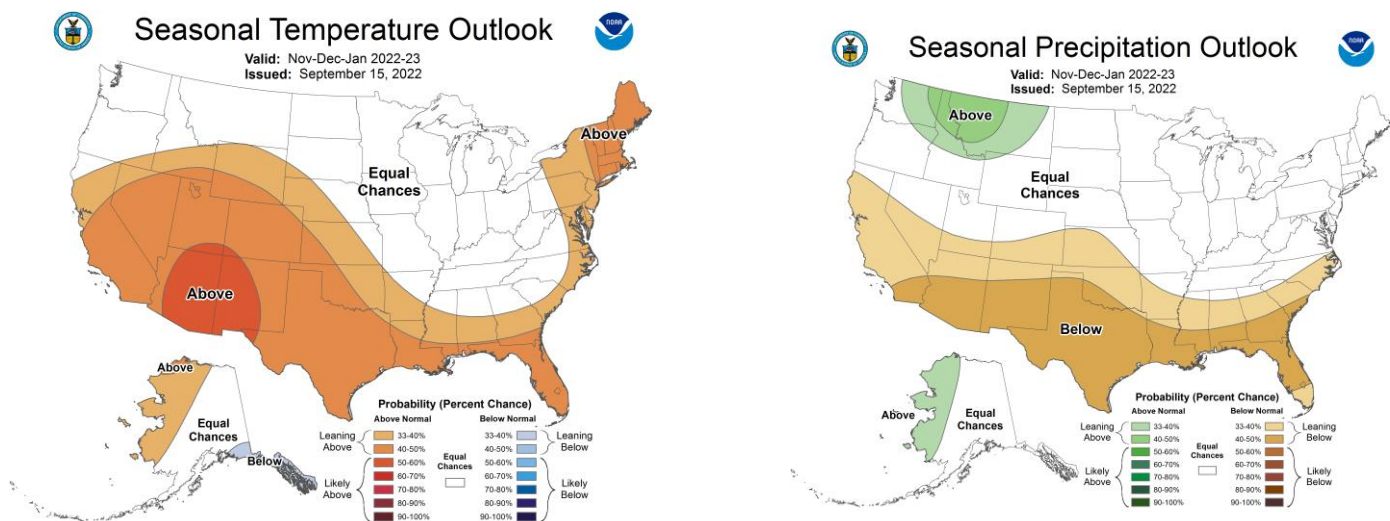 Seasonal Temperature Outlook
NOAA
Valid: Nov-Dec-Jan 2022-23
Issued: September 15, 2022
Above
Equal
Chances
Above
Above
Equal
Chances
Below
Probability (Percent Chance)
Above Normal
Below Normal
Leaning
Above
33-40%
40-50%
Likely
Above
50-60%
60-70%
70-80%
80-90%
90-100%
Equal
Chances
33-40%
40-50%
Leaning
Below
50-60%
60-70%
70-80%
80-90%
90-100%
Likely
Below
Seasonal Precipitation Outlook
NOAA
Valid: Nov-Dec-Jan 2022-23
Issued: September 15, 2022
Above
Equal
Chances
Below
Above
Equal
Chances
Probability (Percent Chance)
Above Normal
Below Normal
Leaning
Above
33-40%
40-50%
Likely
Above
50-60%
60-70%
70-80%
80-90%
90-100%
Equal
Chances
33-40%
40-50%
Leaning
Below
50-60%
60-70%
70-80%
80-90%
90-100%
Likely
Below